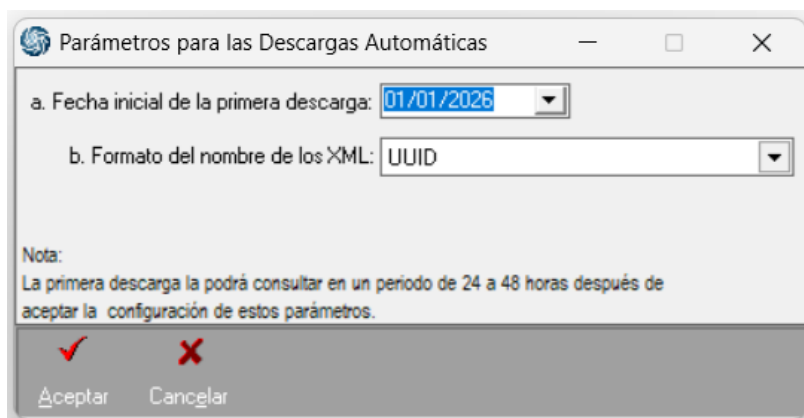 Parámetros para las Descargas Automáticas
a. Fecha inicial de la primera descarga: 01/01/2026
b. Formato del nombre de los XML: UUID
Nota:
La primera descarga la podrá consultar en un periodo de 24 a 48 horas después de
aceptar la configuración de estos parámetros.
Aceptar Cancelar